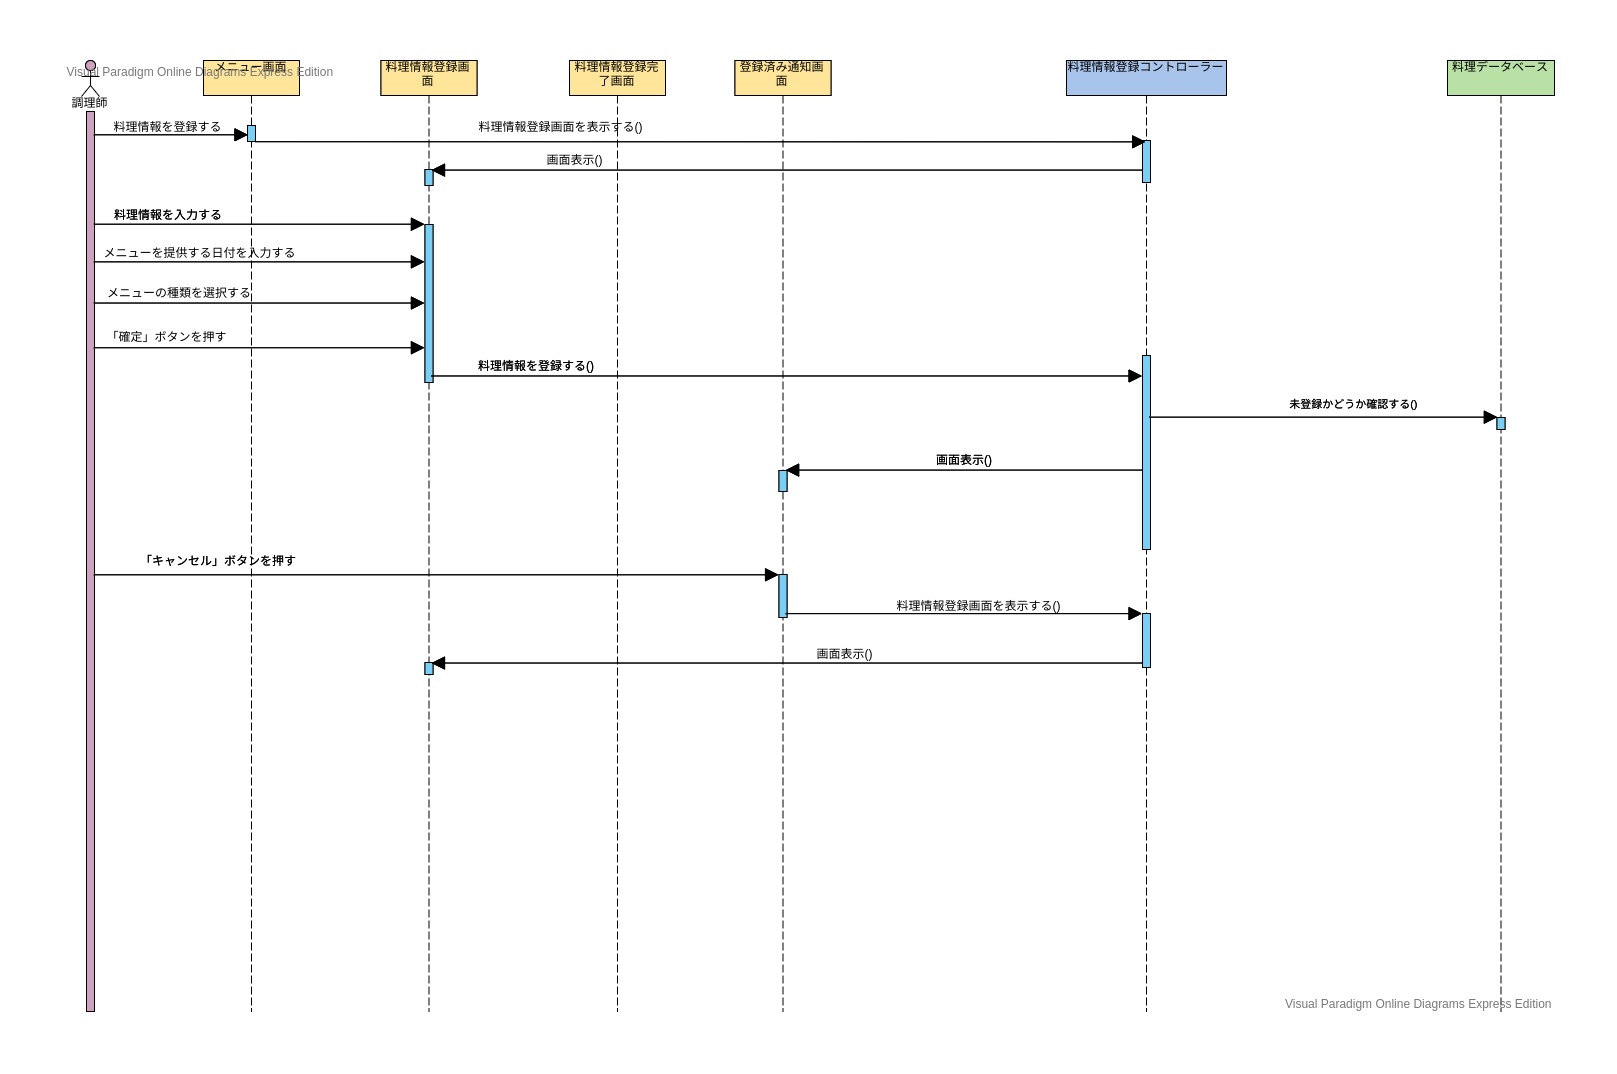 Visual Paradigm Online Diagrams Express Edition
調理師
メニュー画面
料理情報登録画
面
料理情報登録完
了画面
登録済み通知画
面
料理情報登録コントローラー
料理データベース
料理情報を登録する
料理情報登録画面を表示する()
画面表示()
料理情報を入力する
メニューを提供する日付を入力する
メニューの種類を選択する
「確定」ボタンを押す
料理情報を登録する()
未登録かどうか確認する()
画面表示()
「キャンセル」ボタンを押す
料理情報登録画面を表示する()
画面表示()
Visual Paradigm Online Diagrams Express Edition